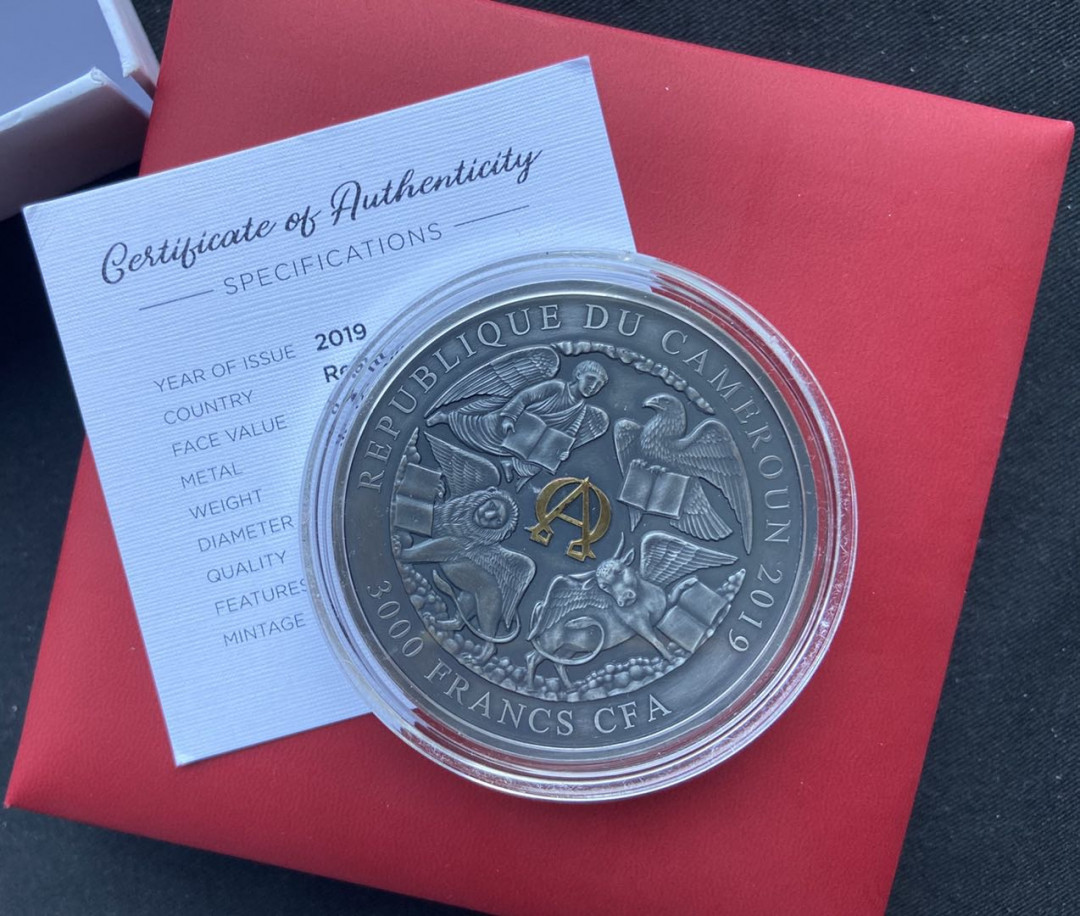 Certificate of Authenticity
SPECIFICATIONS
YEAR OF ISSUE 2019
COUNTRY
FACE VALUE
METAL
WEIGHT
DIAMETER
QUALITY
FEATURES
MINTAGE
REPUBLIQUE DU CAMEROUN 2019
3000 FRANCS CFA